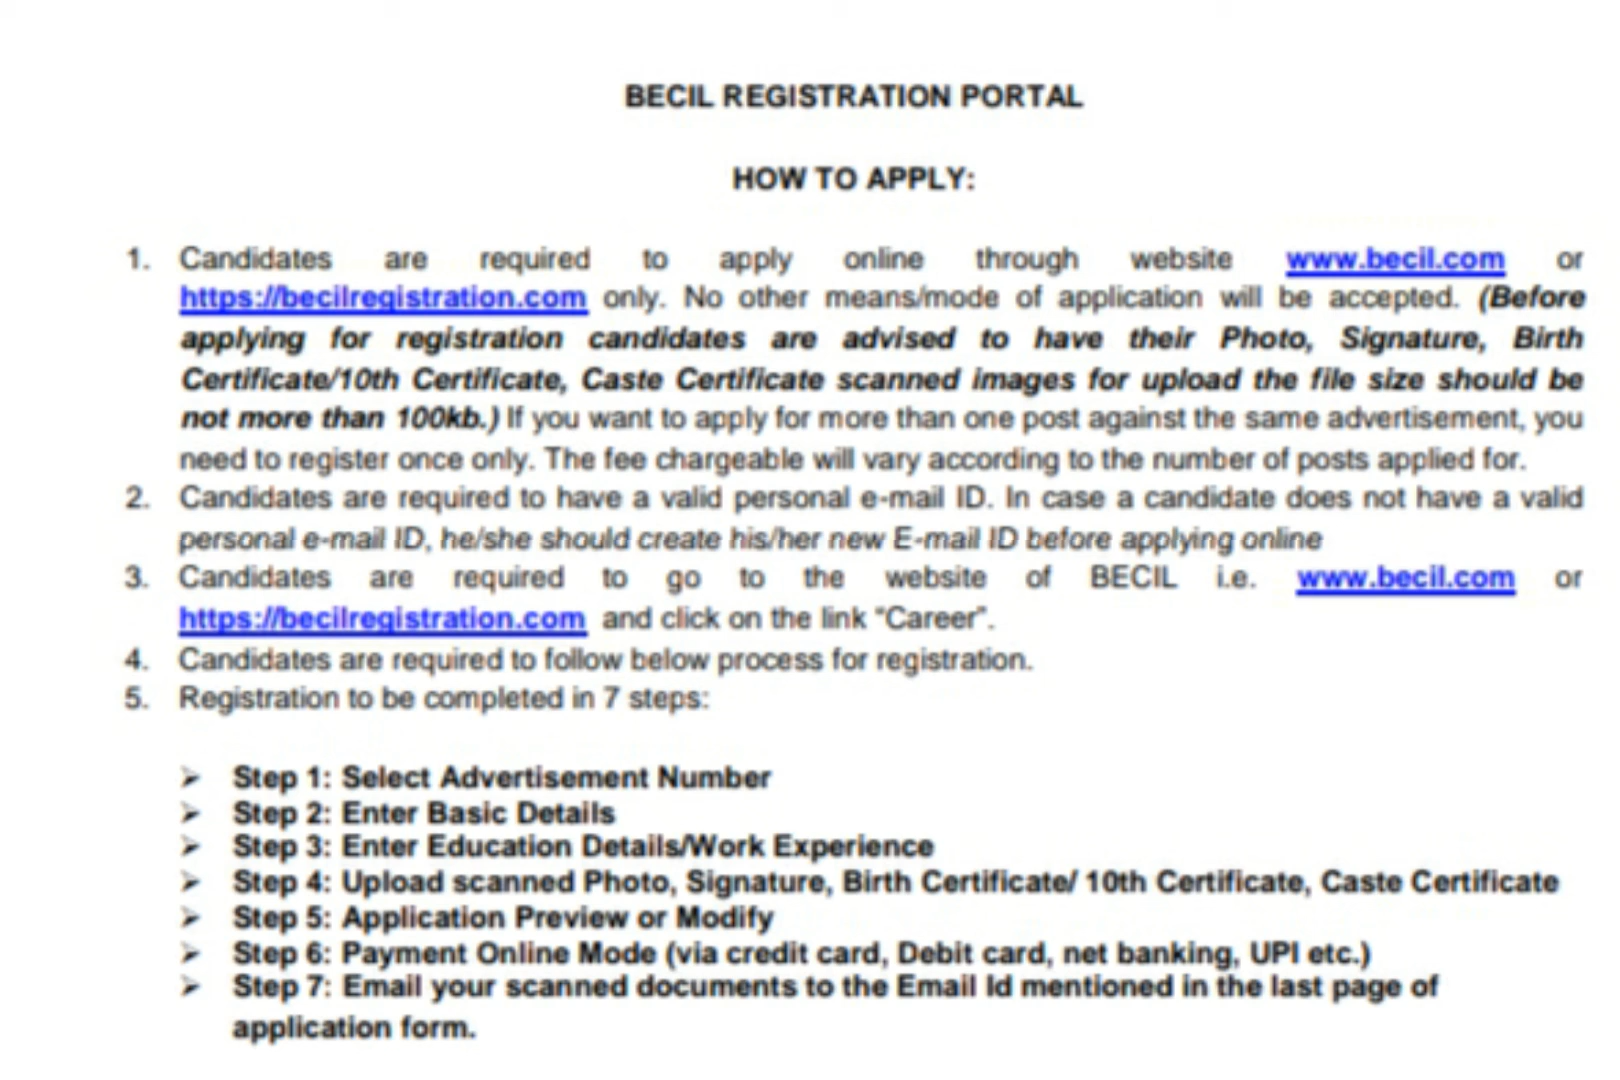 BECIL REGISTRATION PORTAL
HOW TO APPLY:
1. Candidates are required to apply online through website www.becil.com or
https://becilregistration.com only. No other means/mode of application will be accepted. (Before
applying for registration candidates are advised to have their Photo, Signature, Birth
Certificate/10th Certificate, Caste Certificate scanned images for upload the file size should be
not more than 100kb.) If you want to apply for more than one post against the same advertisement, you
need to register once only. The fee chargeable will vary according to the number of posts applied for.
2. Candidates are required to have a valid personal e-mail ID. In case a candidate does not have a valid
personal e-mail ID, he/she should create his/her new E-mail ID before applying online
3. Candidates are required to go to the website of BECIL i.e. www.becil.com or
https://becilregistration.com and click on the link "Career".
4. Candidates are required to follow below process for registration.
5. Registration to be completed in 7 steps:
➢ Step 1: Select Advertisement Number
➢ Step 2: Enter Basic Details
➢ Step 3: Enter Education Details/Work Experience
➢ Step 4: Upload scanned Photo, Signature, Birth Certificate/ 10th Certificate, Caste Certificate
➢ Step 5: Application Preview or Modify
➢ Step 6: Payment Online Mode (via credit card, Debit card, net banking, UPI etc.)
➢ Step 7: Email your scanned documents to the Email Id mentioned in the last page of
application form.